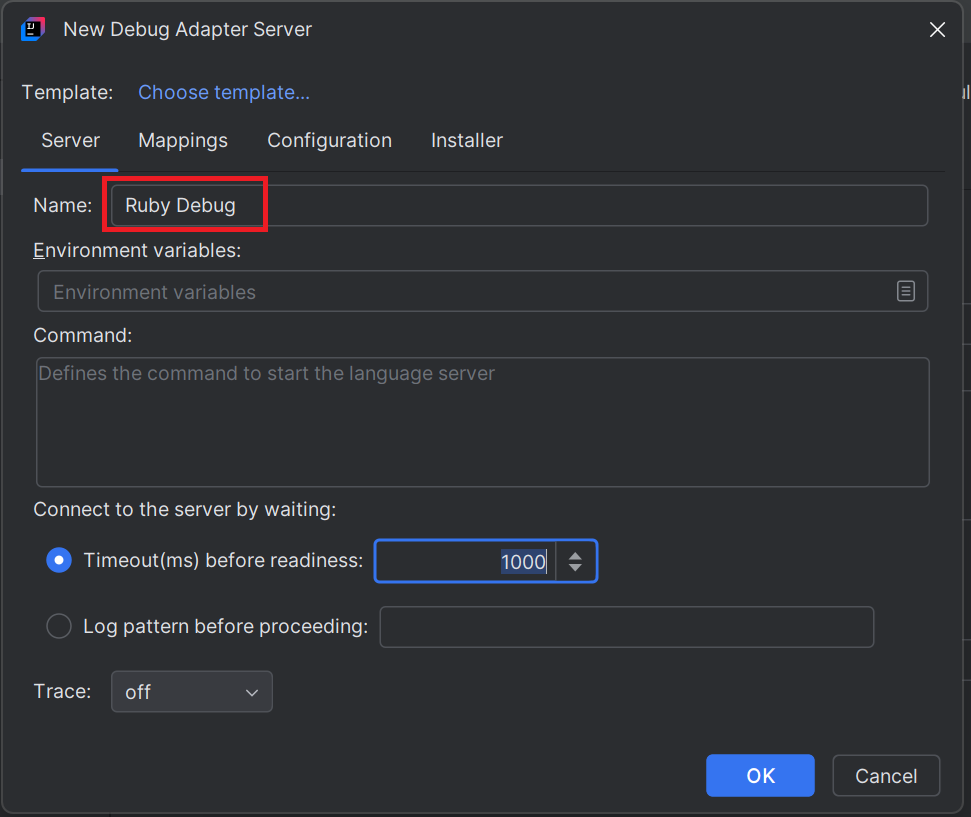 New Debug Adapter Server
Template: Choose template...
Server Mappings Configuration Installer
Name: Ruby Debug
Environment variables:
Environment variables
Command:
Defines the command to start the language server
Connect to the server by waiting:
Timeout(ms) before readiness: 1000
Log pattern before proceeding:
Trace: off
OK Cancel